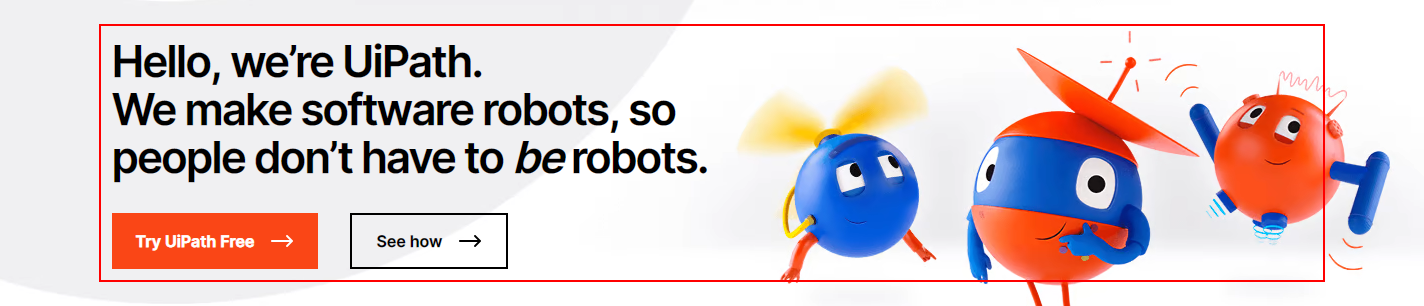 Hello, we’re UiPath.
We make software robots, so
people don’t have to be robots.
Try UiPath Free
See how